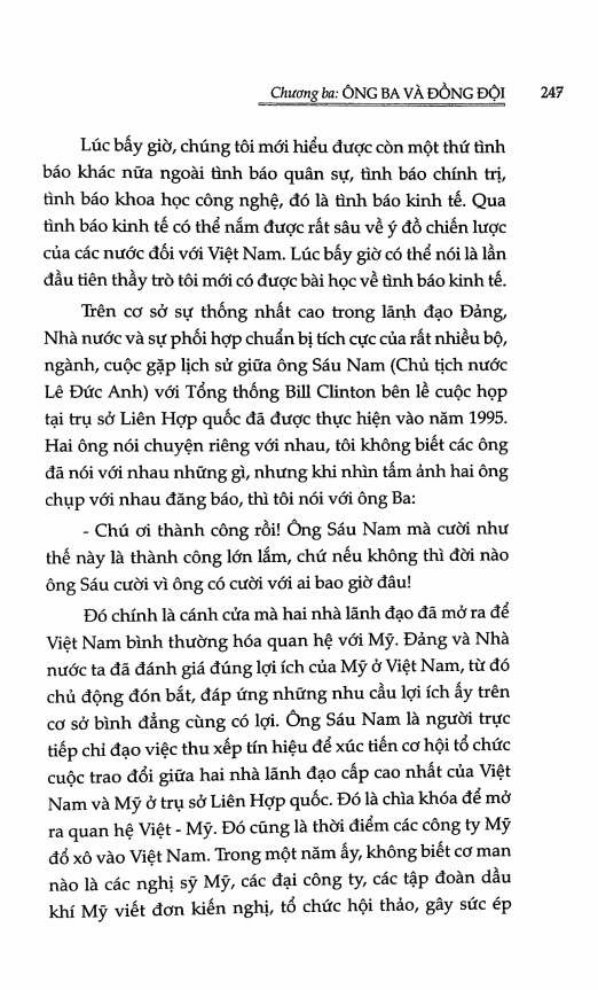 Chương ba: ÔNG BA VÀ ĐỒNG ĐỘI 247
Lúc bấy giờ, chúng tôi mới hiểu được còn một thứ tình
báo khác nữa ngoài tình báo quân sự, tình báo chính trị,
tình báo khoa học công nghệ, đó là tình báo kinh tế. Qua
tình báo kinh tế có thể nắm được rất sâu về ý đồ chiến lược
của các nước đối với Việt Nam. Lúc bấy giờ có thể nói là lần
đầu tiên thầy trò tôi mới có được bài học về tình báo kinh tế.
Trên cơ sở sự thống nhất cao trong lãnh đạo Đảng,
Nhà nước và sự phối hợp chuẩn bị tích cực của rất nhiều bộ,
ngành, cuộc gặp lịch sử giữa ông Sáu Nam (Chủ tịch nước
Lê Đức Anh) với Tổng thống Bill Clinton bên lề cuộc họp
tại trụ sở Liên Hợp quốc đã được thực hiện vào năm 1995.
Hai ông nói chuyện riêng với nhau, tôi không biết các ông
đã nói với nhau những gì, nhưng khi nhìn tấm ảnh hai ông
chụp với nhau đăng báo, thì tôi nói với ông Ba:
- Chú ơi thành công rồi! Ông Sáu Nam mà cười như
thế này là thành công lớn lắm, chứ nếu không thì đời nào
ông Sáu cười vì ông có cười với ai bao giờ đâu!
Đó chính là cánh cửa mà hai nhà lãnh đạo đã mở ra để
Việt Nam bình thường hóa quan hệ với Mỹ. Đảng và Nhà
nước ta đã đánh giá đúng lợi ích của Mỹ ở Việt Nam, từ đó
chủ động đón bắt, đáp ứng những nhu cầu lợi ích ấy trên
cơ sở bình đẳng cùng có lợi. Ông Sáu Nam là người trực
tiếp chỉ đạo việc thu xếp tín hiệu để xúc tiến cơ hội tổ chức
cuộc trao đổi giữa hai nhà lãnh đạo cấp cao nhất của Việt
Nam và Mỹ ở trụ sở Liên Hợp quốc. Đó là chìa khóa để mở
ra quan hệ Việt - Mỹ. Đó cũng là thời điểm các công ty Mỹ
đổ xô vào Việt Nam. Trong một năm ấy, không biết cơ man
nào là các nghị sỹ Mỹ, các đại công ty, các tập đoàn dầu
khí Mỹ viết đơn kiến nghị, tổ chức hội thảo, gây sức ép